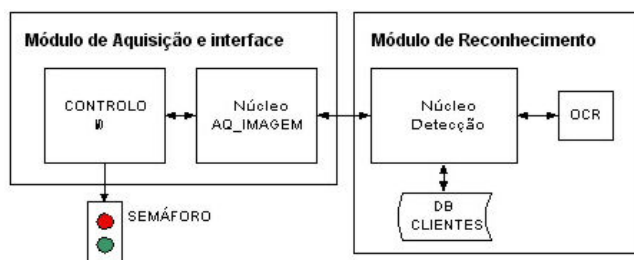 Módulo de Aquisição e interface
CONTROLO
Núcleo
AQ_IMAGEM
SEMÁFORO
Módulo de Reconhecimento
Núcleo
Detecção
OCR
DB
CLIENTES